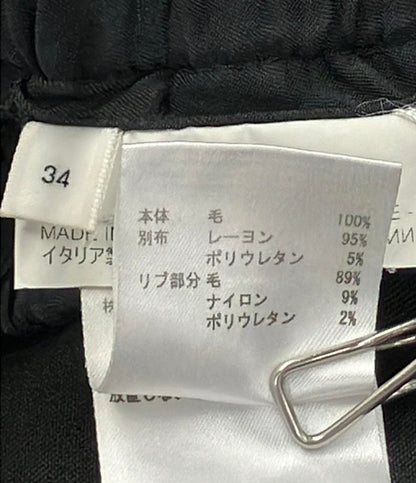 34
MADE IN
イタリア製
本体 毛 100%
別布 レーヨン 95%
ポリウレタン 5%
リブ部分 毛 89%
ナイロン 9%
ポリウレタン 2%